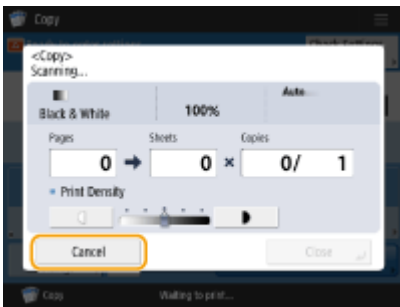 Copy
<Copy>
Scanning...
Black & White
100%
Auto
Pages
Sheets
Copies
0 → 0 × 0/ 1
Print Density
Cancel
Close
Copy
Waiting to print...